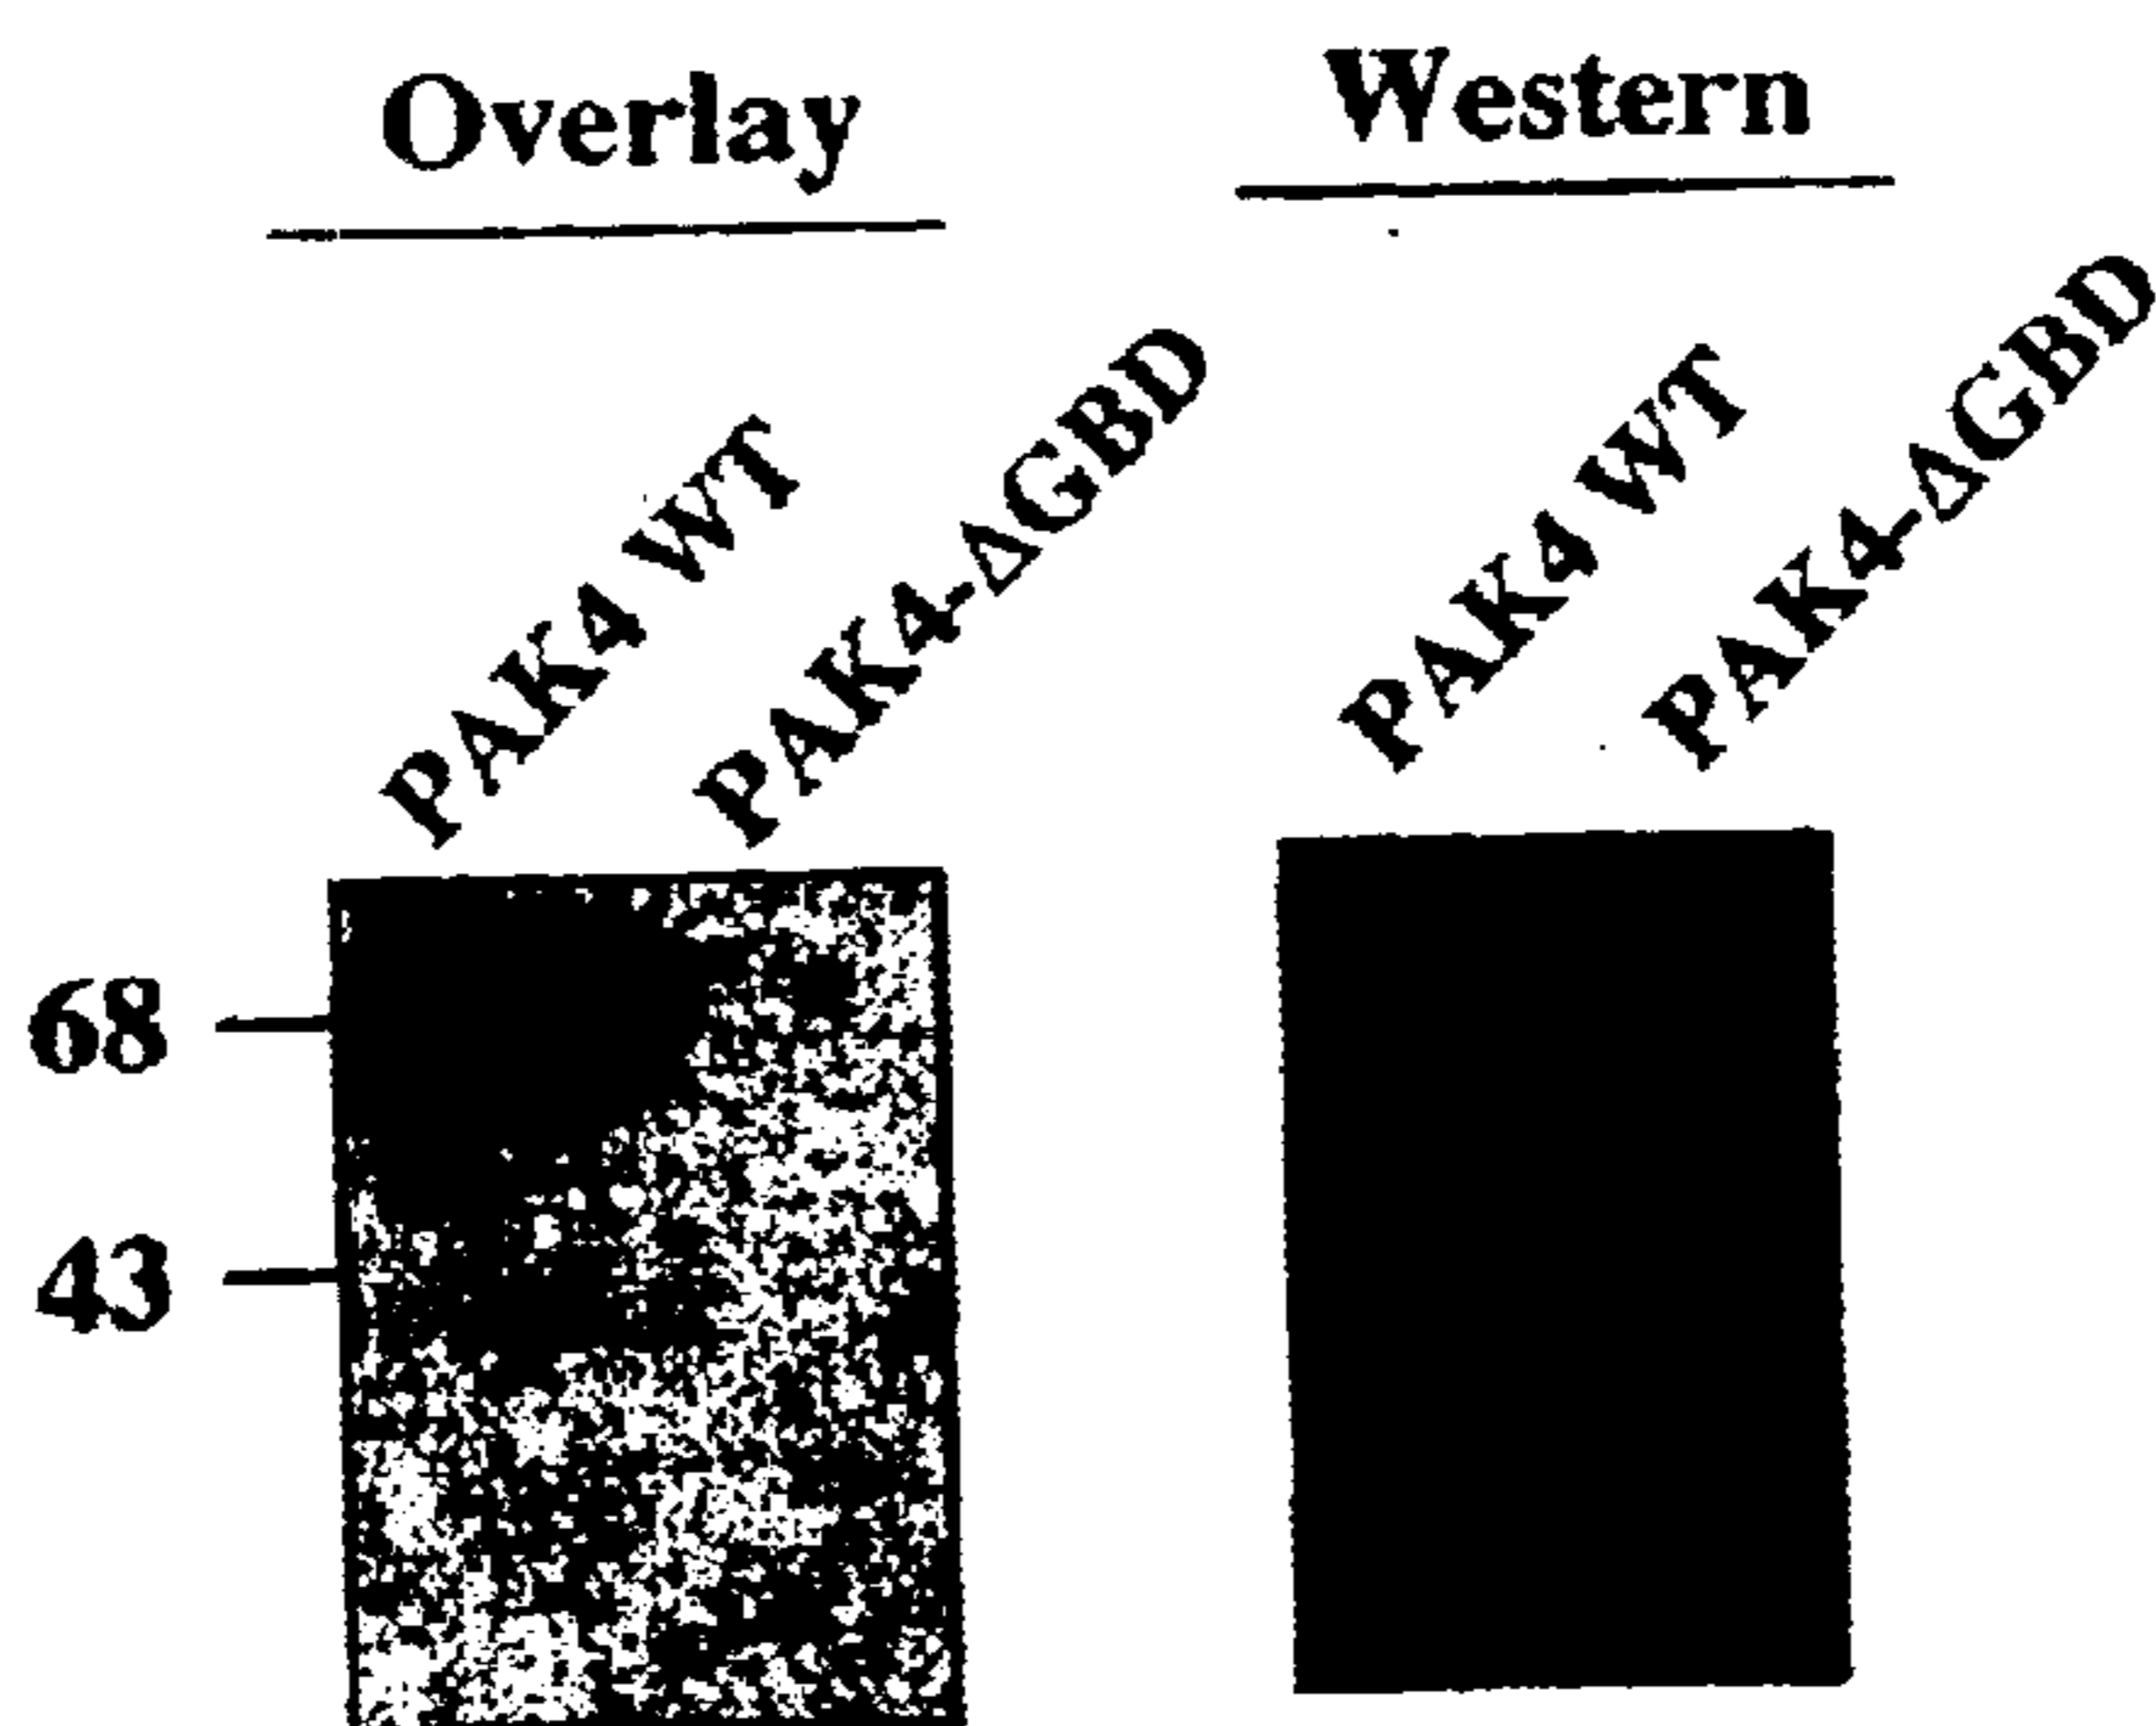 Overlay
Western
PAK4 WT
PAK4-ΔGBD
PAK4 WT
PAK4-ΔGBD
68
43